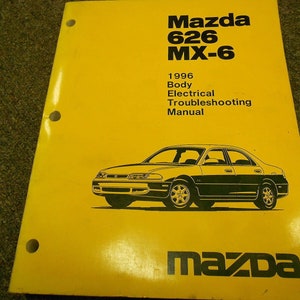 Mazda
626
MX-6
1996
Body
Electrical
Troubleshooting
Manual
mazda